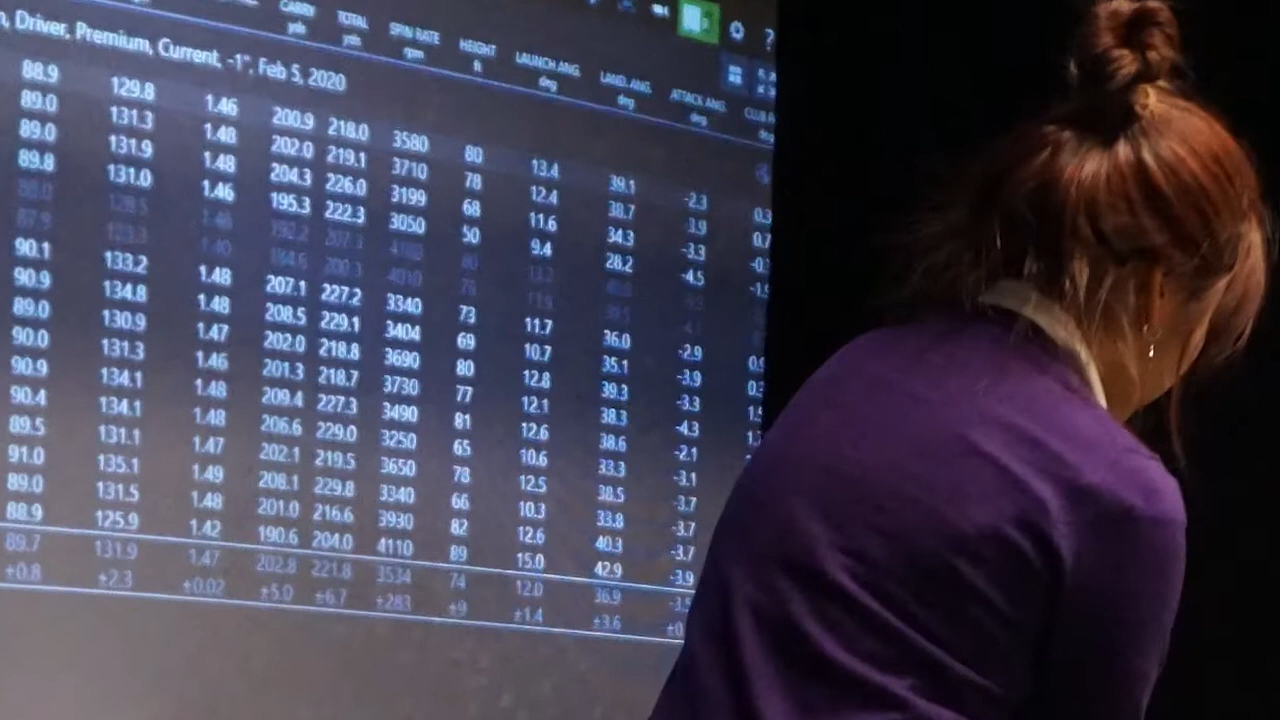 CARRY TOTAL SPIN RATE HEIGHT LAUNCH ANG. LAND. ANG. ATTACK ANG. CLUB
yds yds rpm ft deg deg deg
Driver, Premium, Current, -1", Feb 5, 2020
88.9 129.8 1.46 200.9 218.0 3580 80 13.4 39.1 -2.3 0.3
89.0 131.3 1.48 202.0 219.1 3710 78 12.4 38.7 -3.9 0.7
89.0 131.9 1.48 204.3 226.0 3199 68 11.6 34.3 -3.3
89.8 131.0 1.46 195.3 222.3 3050 50 9.4 28.2 -4.5
90.1 133.2 1.48 207.1 227.2 3340 73 11.7 36.0 -2.9
90.9 134.8 1.48 208.5 229.1 3404 69 10.7 35.1 -3.9
89.0 130.9 1.47 202.0 218.8 3690 80 12.8 39.3 -3.3
90.0 131.3 1.46 201.3 218.7 3730 77 12.1 38.3 -4.3
90.9 134.1 1.48 209.4 227.3 3490 81 12.6 38.6 -2.1
90.4 134.1 1.48 206.6 229.0 3250 65 10.6 33.3 -3.1
89.5 131.1 1.47 202.1 219.5 3650 78 12.5 38.5 -3.7
91.0 135.1 1.49 208.1 229.8 3340 66 10.3 33.8 -3.7
89.0 131.5 1.48 201.0 216.6 3930 82 12.6 40.3 -3.7
88.9 125.9 1.42 190.6 204.0 4110 89 15.0 42.9 -3.9
89.7 131.9 1.47 202.8 221.8 3534 74 12.0 36.9
±0.8 ±2.3 ±0.02 ±5.0 ±6.7 ±283 ±9 ±1.4 ±3.6